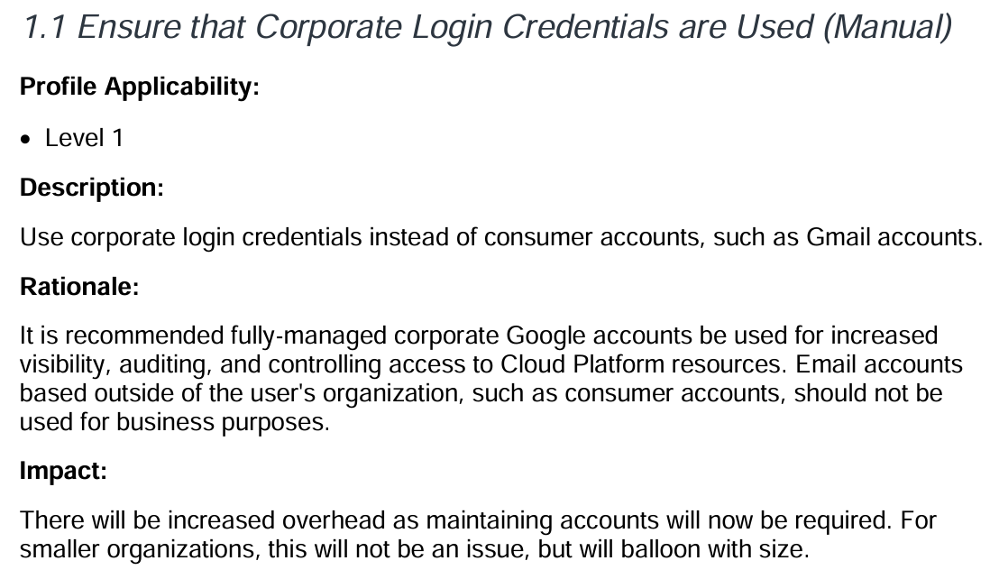 1.1 Ensure that Corporate Login Credentials are Used (Manual)
Profile Applicability:
• Level 1
Description:
Use corporate login credentials instead of consumer accounts, such as Gmail accounts.
Rationale:
It is recommended fully-managed corporate Google accounts be used for increased
visibility, auditing, and controlling access to Cloud Platform resources. Email accounts
based outside of the user's organization, such as consumer accounts, should not be
used for business purposes.
Impact:
There will be increased overhead as maintaining accounts will now be required. For
smaller organizations, this will not be an issue, but will balloon with size.